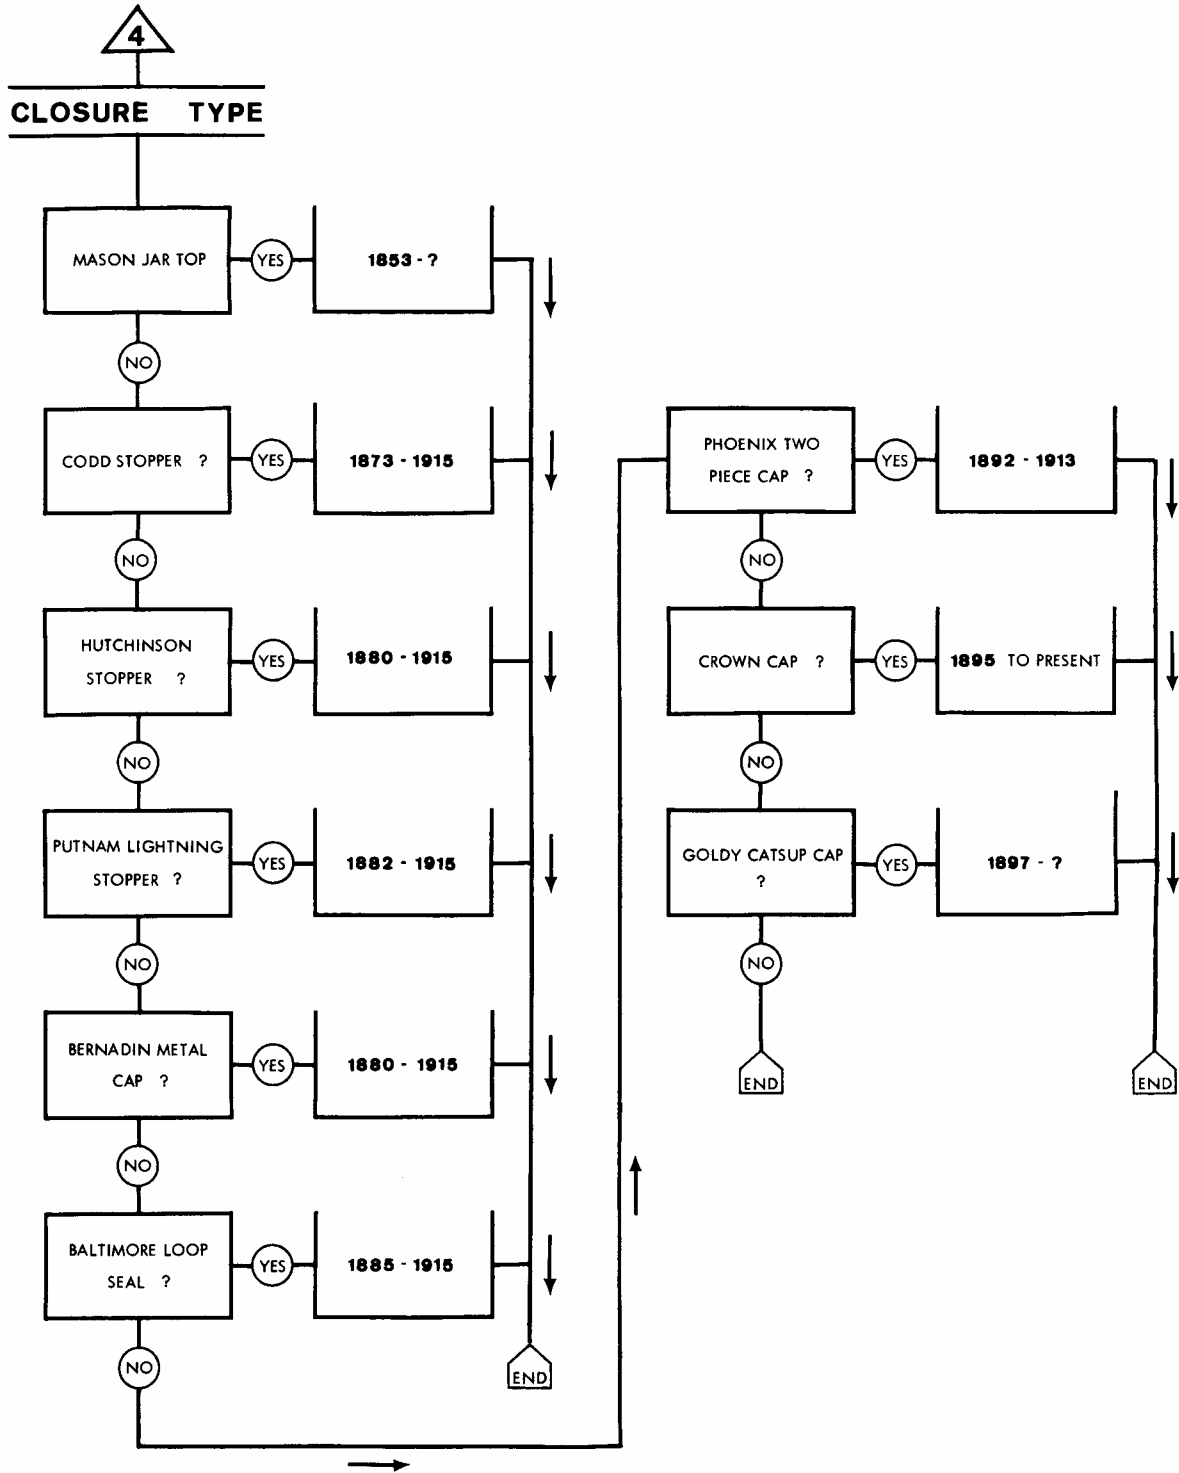 4
CLOSURE TYPE
MASON JAR TOP
YES
1853 - ?
NO
CODD STOPPER ?
YES
1873 - 1915
NO
HUTCHINSON
STOPPER ?
YES
1880 - 1915
NO
PUTNAM LIGHTNING
STOPPER ?
YES
1882 - 1915
NO
BERNADIN METAL
CAP ?
YES
1880 - 1915
NO
BALTIMORE LOOP
SEAL ?
YES
1885 - 1915
NO
END
PHOENIX TWO
PIECE CAP ?
YES
1892 - 1913
NO
CROWN CAP ?
YES
1895 TO PRESENT
NO
GOLDY CATSUP CAP
?
YES
1897 - ?
NO
END
END